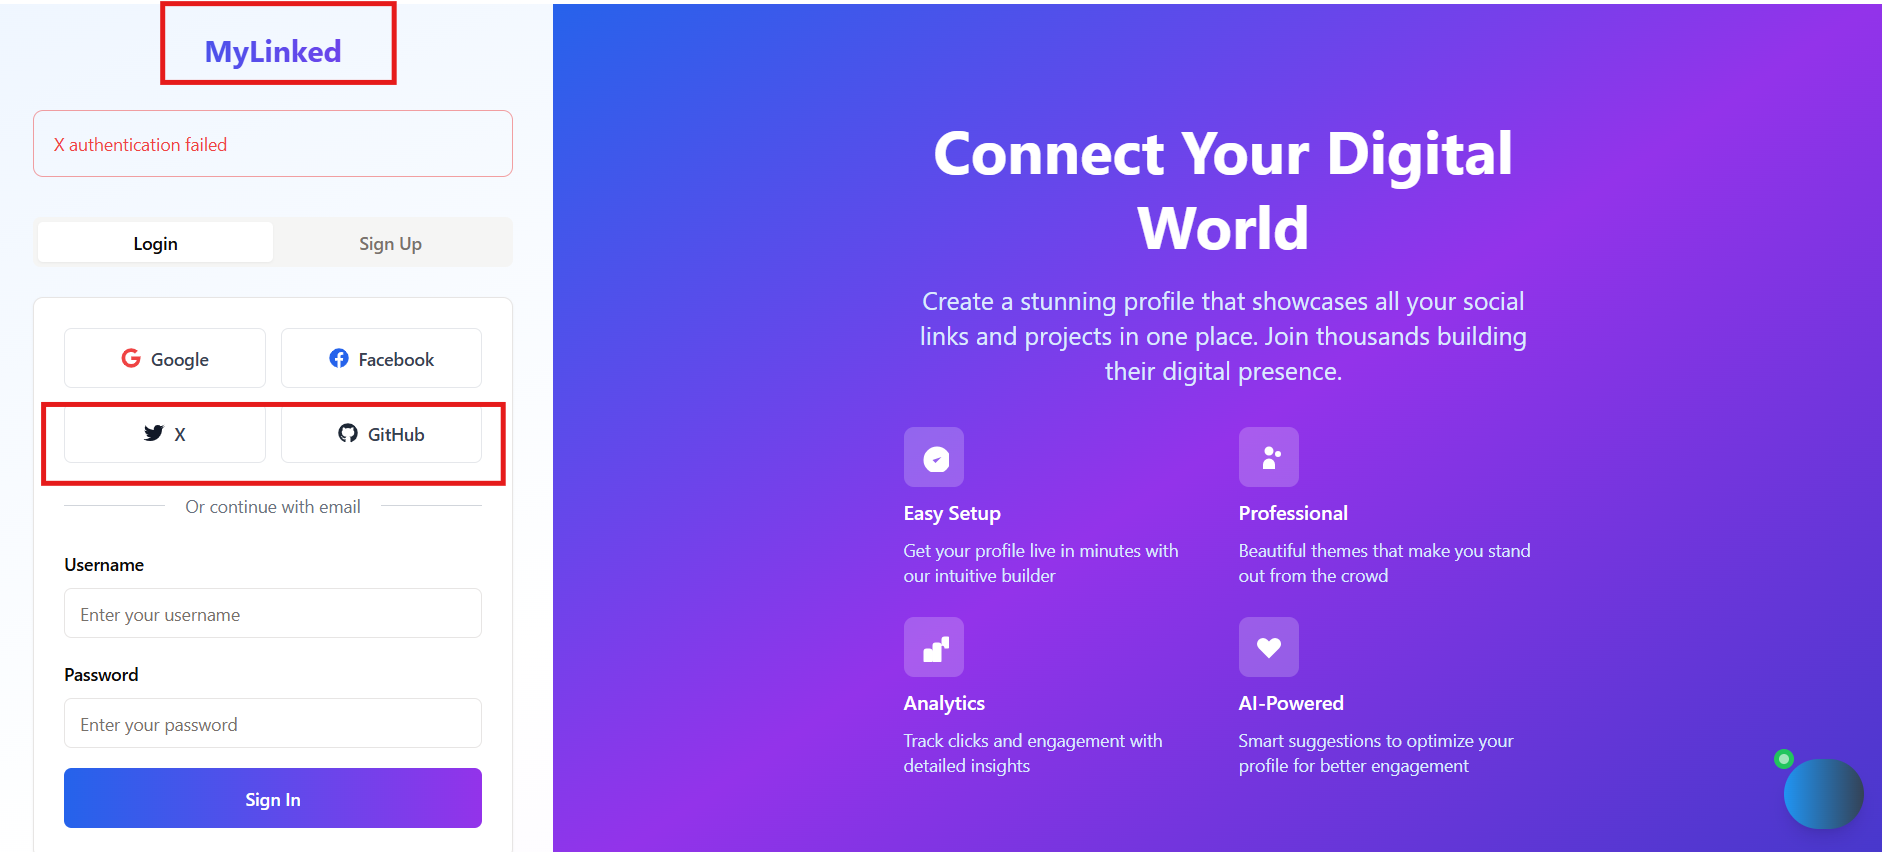 MyLinked
X authentication failed
Login
Sign Up
Google
Facebook
X
GitHub
Or continue with email
Username
Enter your username
Password
Enter your password
Sign In
Connect Your Digital
World
Create a stunning profile that showcases all your social
links and projects in one place. Join thousands building
their digital presence.
Easy Setup
Get your profile live in minutes with
our intuitive builder
Professional
Beautiful themes that make you stand
out from the crowd
Analytics
Track clicks and engagement with
detailed insights
AI-Powered
Smart suggestions to optimize your
profile for better engagement